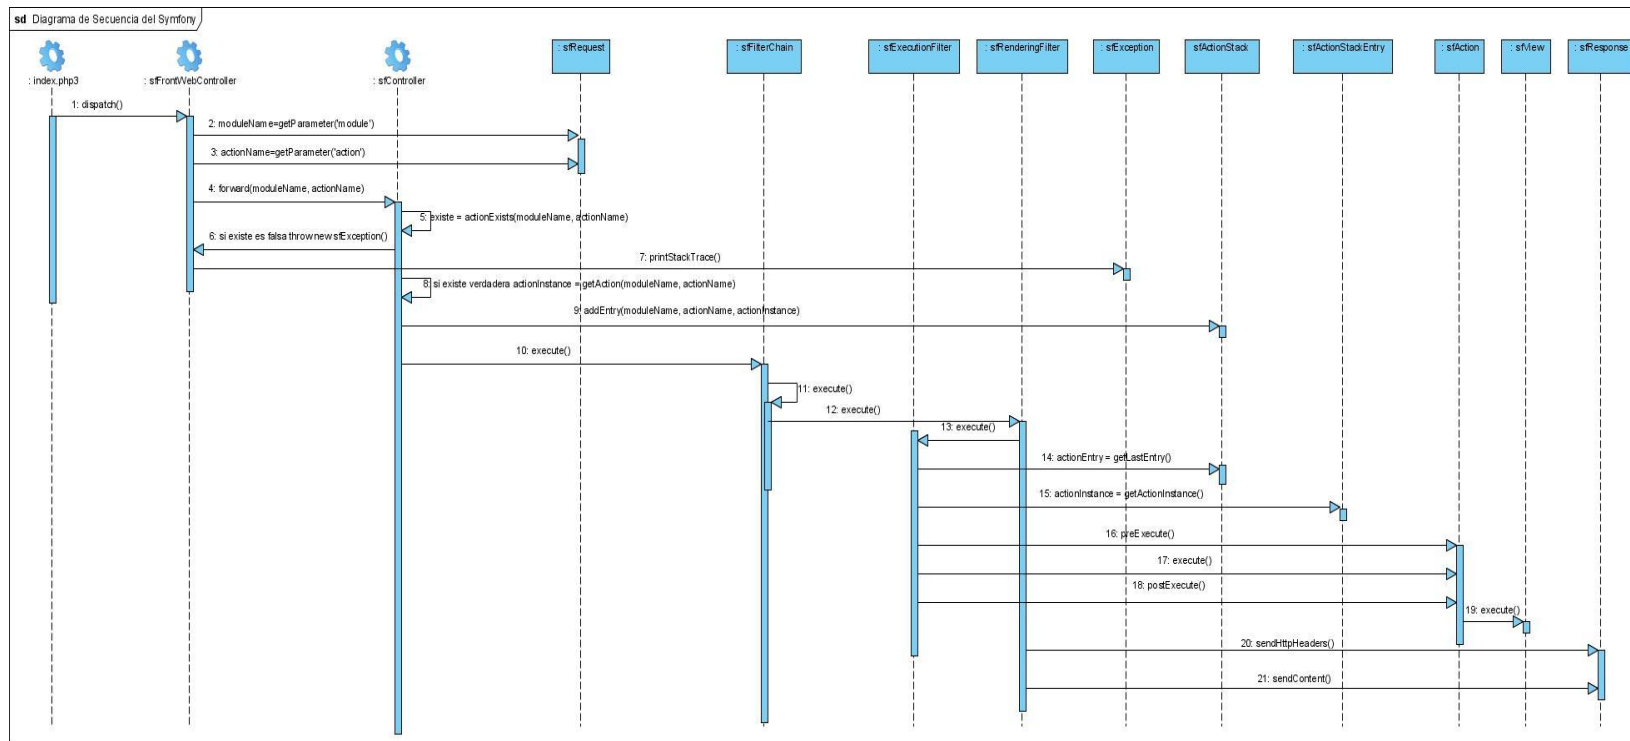 sd Diagrama de Secuencia del Symfony
: index.php3
: sfFrontWebController
: sfController
: sfRequest
: sfFilterChain
: sfExecutionFilter
: sfRenderingFilter
: sfException
sfActionStack
: sfActionStackEntry
: sfAction
: sfView
: sfResponse
1: dispatch()
2: moduleName=getParameter('module')
3: actionName=getParameter('action')
4: forward(moduleName, actionName)
5: existe = actionExists(moduleName, actionName)
6: si existe es falsa throw new sfException()
7: printStackTrace()
8: si existe verdadera actionInstance = getAction(moduleName, actionName)
9: addEntry(moduleName, actionName, actionInstance)
10: execute()
11: execute()
12: execute()
13: execute()
14: actionEntry = getLastEntry()
15: actionInstance = getActionInstance()
16: preExecute()
17: execute()
18: postExecute()
19: execute()
20: sendHttpHeaders()
21: sendContent()